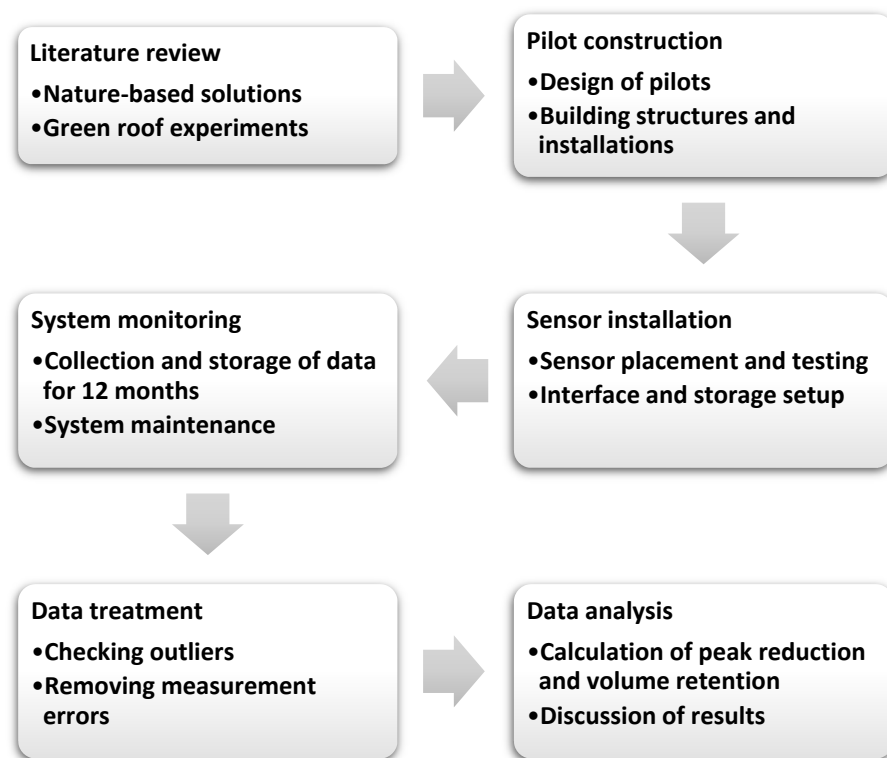 Literature review
•Nature-based solutions
•Green roof experiments
Pilot construction
•Design of pilots
•Building structures and
installations
Sensor installation
•Sensor placement and testing
•Interface and storage setup
System monitoring
•Collection and storage of data
for 12 months
•System maintenance
Data treatment
•Checking outliers
•Removing measurement
errors
Data analysis
•Calculation of peak reduction
and volume retention
•Discussion of results